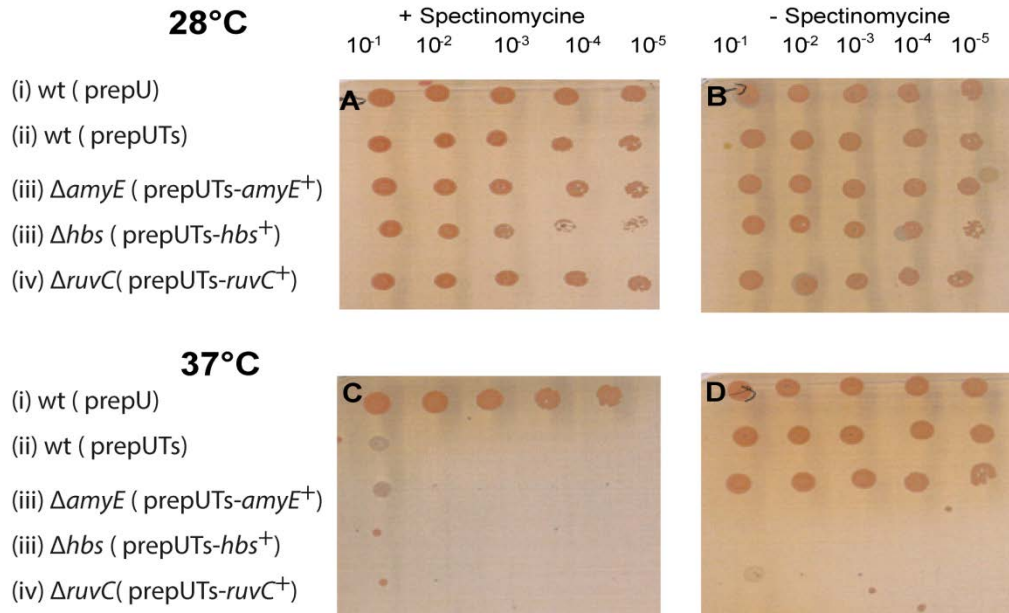 28°C
+ Spectinomycine
- Spectinomycine
10⁻¹ 10⁻² 10⁻³ 10⁻⁴ 10⁻⁵
10⁻¹ 10⁻² 10⁻³ 10⁻⁴ 10⁻⁵
A
B
(i) wt ( prepU)
(ii) wt ( prepUTs)
(iii) ΔamyE ( prepUTs-amyE⁺)
(iii) Δhbs ( prepUTs-hbs⁺)
(iv) ΔruvC( prepUTs-ruvC⁺)
37°C
C
D
(i) wt ( prepU)
(ii) wt ( prepUTs)
(iii) ΔamyE ( prepUTs-amyE⁺)
(iii) Δhbs ( prepUTs-hbs⁺)
(iv) ΔruvC( prepUTs-ruvC⁺)